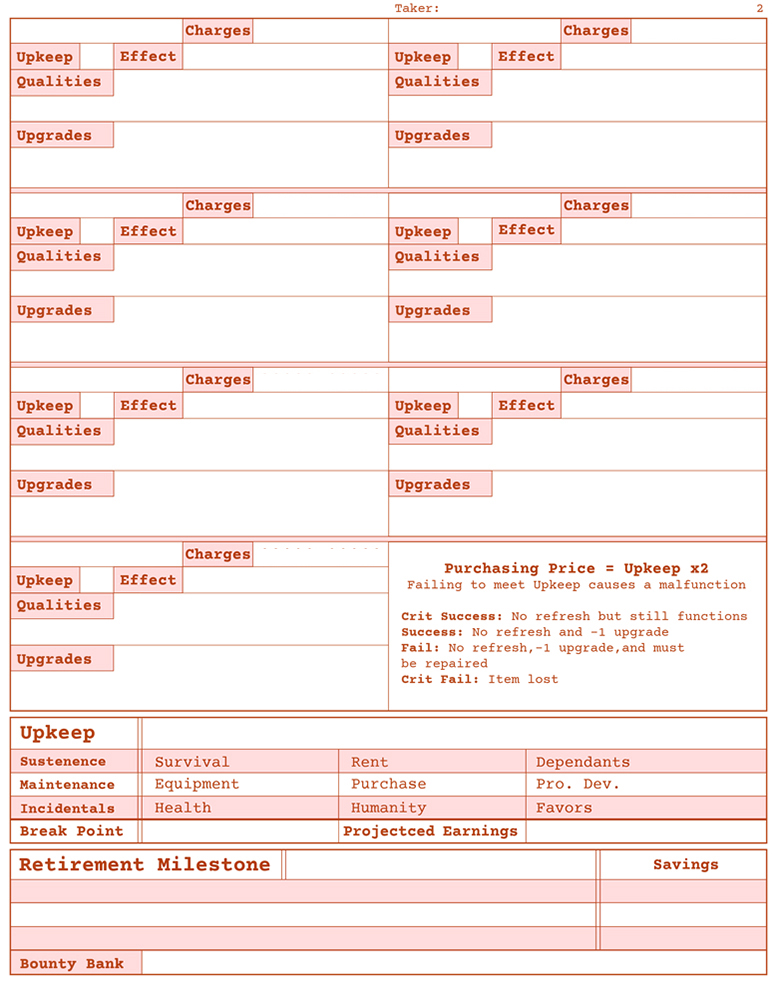 Taker: 2
Charges Charges
Upkeep Effect Upkeep Effect
Qualities Qualities
Upgrades Upgrades
Charges Charges
Upkeep Effect Upkeep Effect
Qualities Qualities
Upgrades Upgrades
Charges Charges
Upkeep Effect Upkeep Effect
Qualities Qualities
Upgrades Upgrades
Charges
Upkeep Effect
Qualities
Upgrades
Purchasing Price = Upkeep x2
Failing to meet Upkeep causes a malfunction
Crit Success: No refresh but still functions
Success: No refresh and -1 upgrade
Fail: No refresh,-1 upgrade,and must
be repaired
Crit Fail: Item lost
Upkeep
Sustenence Survival Rent Dependants
Maintenance Equipment Purchase Pro. Dev.
Incidentals Health Humanity Favors
Break Point Projectced Earnings
Retirement Milestone Savings
Bounty Bank